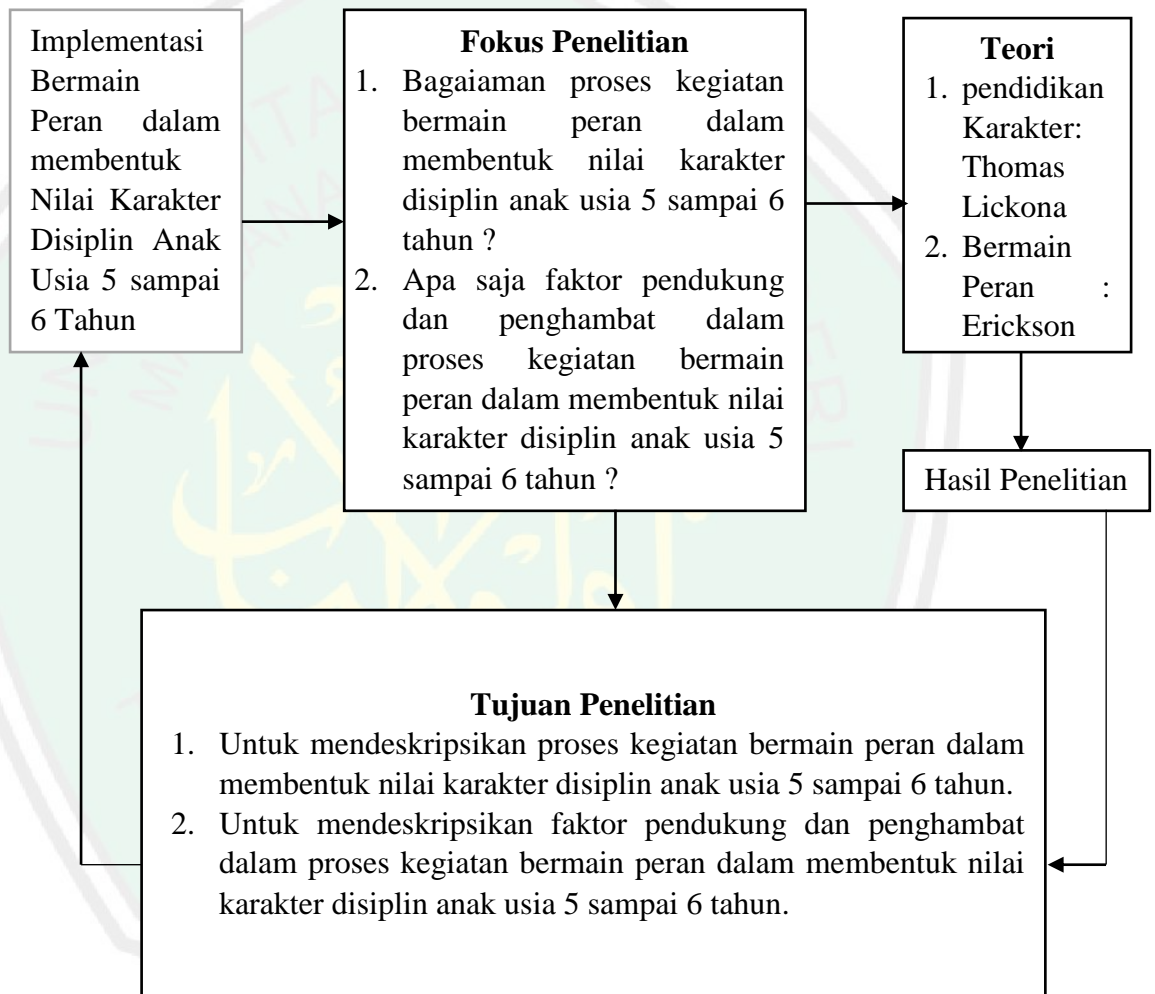 Implementasi
Bermain
Peran dalam
membentuk
Nilai Karakter
Disiplin Anak
Usia 5 sampai
6 Tahun
Fokus Penelitian
1. Bagaiaman proses kegiatan
bermain peran dalam
membentuk nilai karakter
disiplin anak usia 5 sampai 6
tahun ?
2. Apa saja faktor pendukung
dan penghambat dalam
proses kegiatan bermain
peran dalam membentuk nilai
karakter disiplin anak usia 5
sampai 6 tahun ?
Teori
1. pendidikan
Karakter:
Thomas
Lickona
2. Bermain
Peran :
Erickson
Hasil Penelitian
Tujuan Penelitian
1. Untuk mendeskripsikan proses kegiatan bermain peran dalam
membentuk nilai karakter disiplin anak usia 5 sampai 6 tahun.
2. Untuk mendeskripsikan faktor pendukung dan penghambat
dalam proses kegiatan bermain peran dalam membentuk nilai
karakter disiplin anak usia 5 sampai 6 tahun.